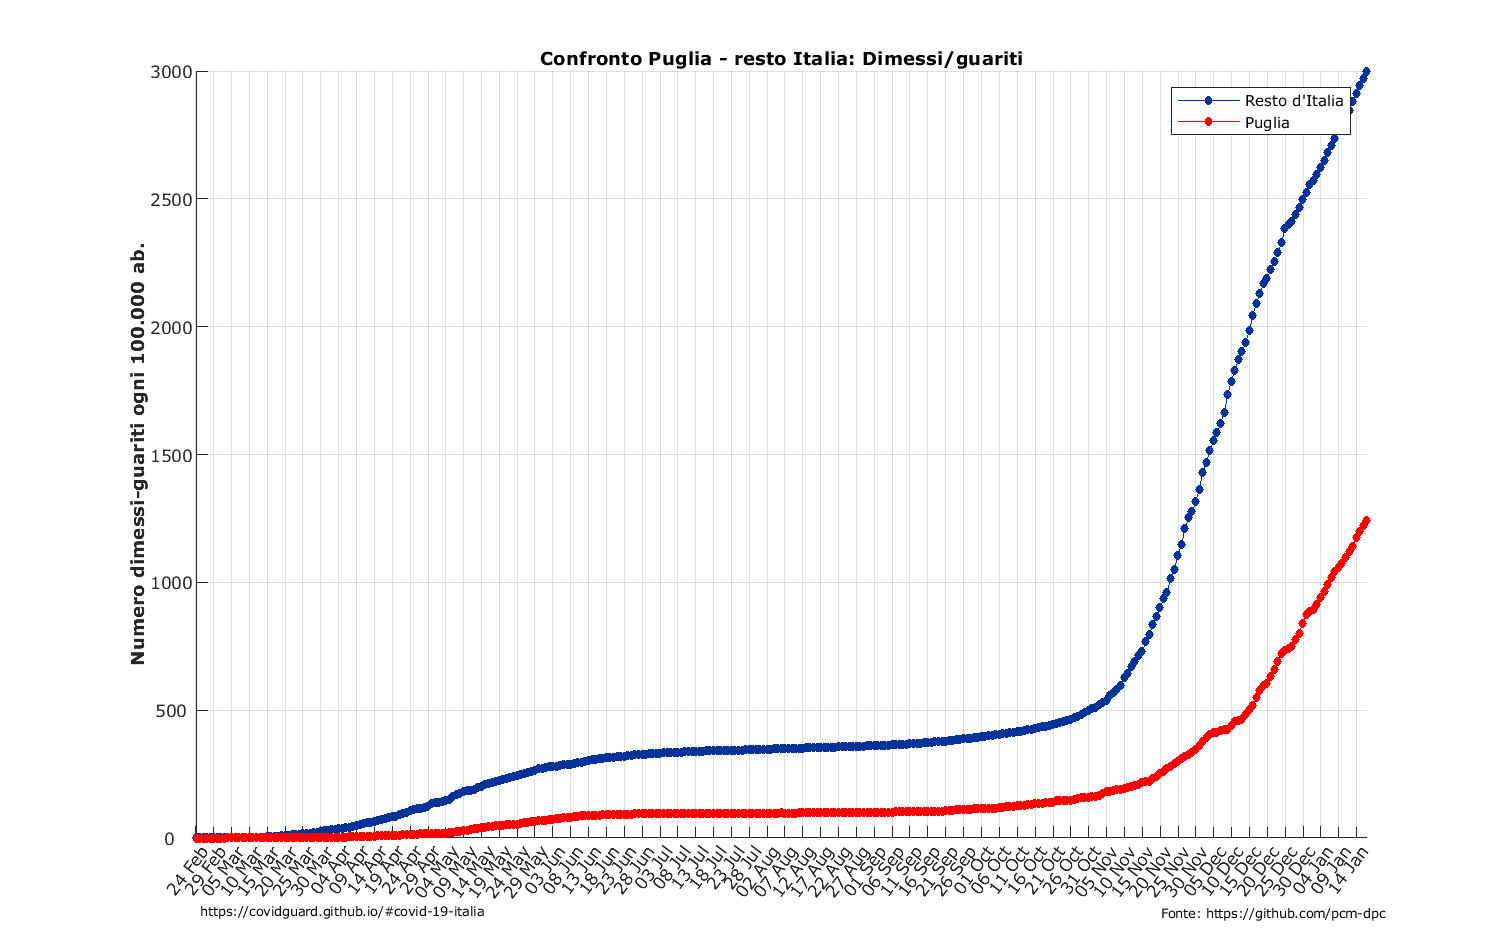 Confronto Puglia - resto Italia: Dimessi/guariti
Numero dimessi-guariti ogni 100.000 ab.
3000
2500
2000
1500
1000
500
0
Resto d'Italia
Puglia
24 Feb
29 Feb
05 Mar
10 Mar
15 Mar
20 Mar
25 Mar
30 Mar
04 Apr
09 Apr
14 Apr
19 Apr
24 Apr
29 Apr
04 May
09 May
14 May
19 May
24 May
29 May
03 Jun
08 Jun
13 Jun
18 Jun
23 Jun
28 Jun
03 Jul
08 Jul
13 Jul
18 Jul
23 Jul
28 Jul
02 Aug
07 Aug
12 Aug
17 Aug
22 Aug
27 Aug
01 Sep
06 Sep
11 Sep
16 Sep
21 Sep
26 Sep
01 Oct
06 Oct
11 Oct
16 Oct
21 Oct
26 Oct
31 Oct
05 Nov
10 Nov
15 Nov
20 Nov
25 Nov
30 Nov
05 Dec
10 Dec
15 Dec
20 Dec
25 Dec
30 Dec
04 Jan
09 Jan
14 Jan
https://covidguard.github.io/#covid-19-italia
Fonte: https://github.com/pcm-dpc